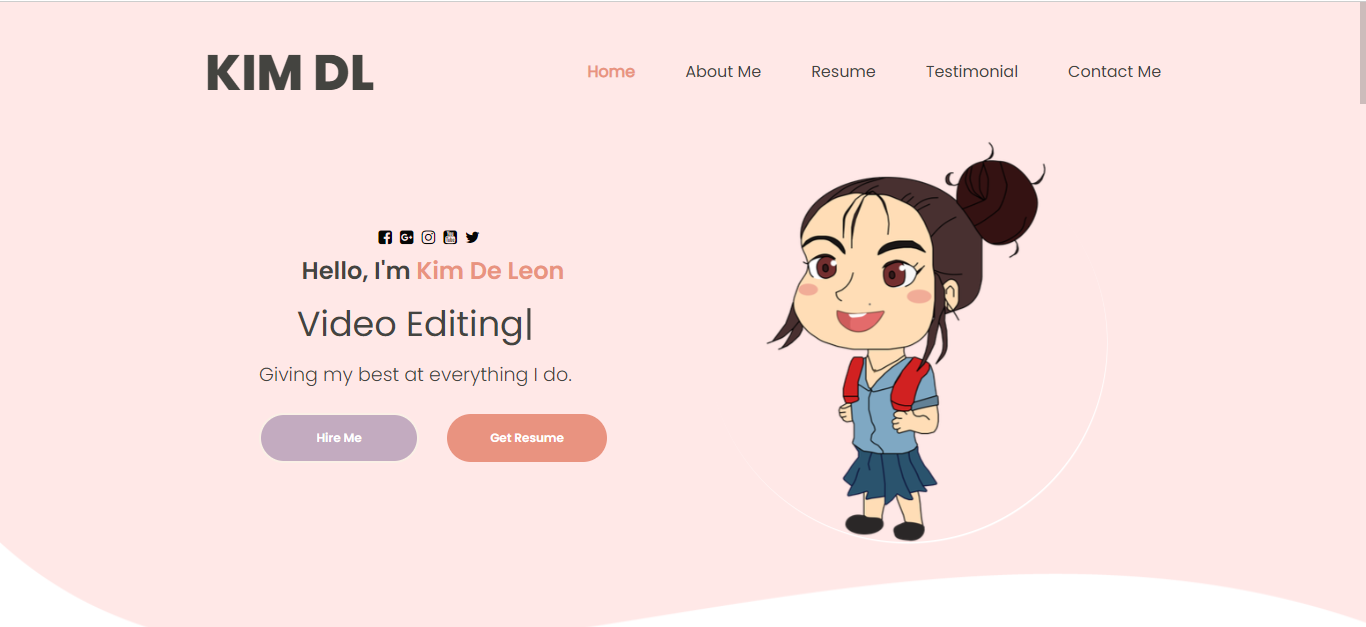 KIM DL
Home About Me Resume Testimonial Contact Me
Hello, I'm Kim De Leon
Video Editing|
Giving my best at everything I do.
Hire Me Get Resume